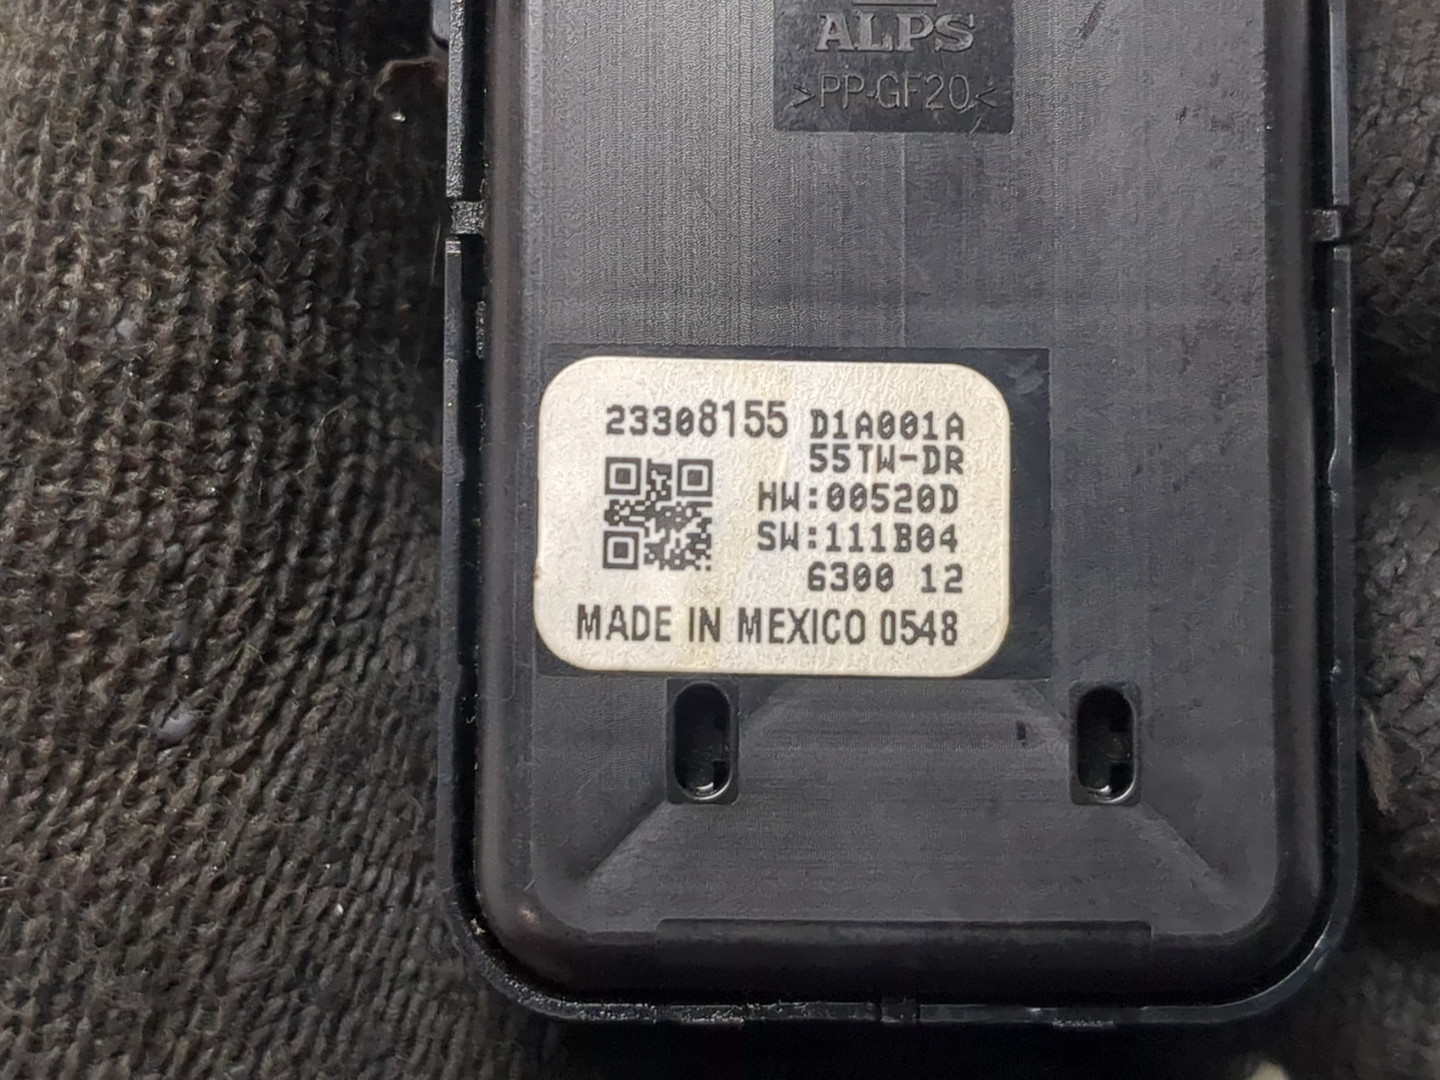 ALPS
>PP-GF20<
23308155 D1A001A
55TW-DR
HW:00520D
SW:111B04
6300 12
MADE IN MEXICO 0548